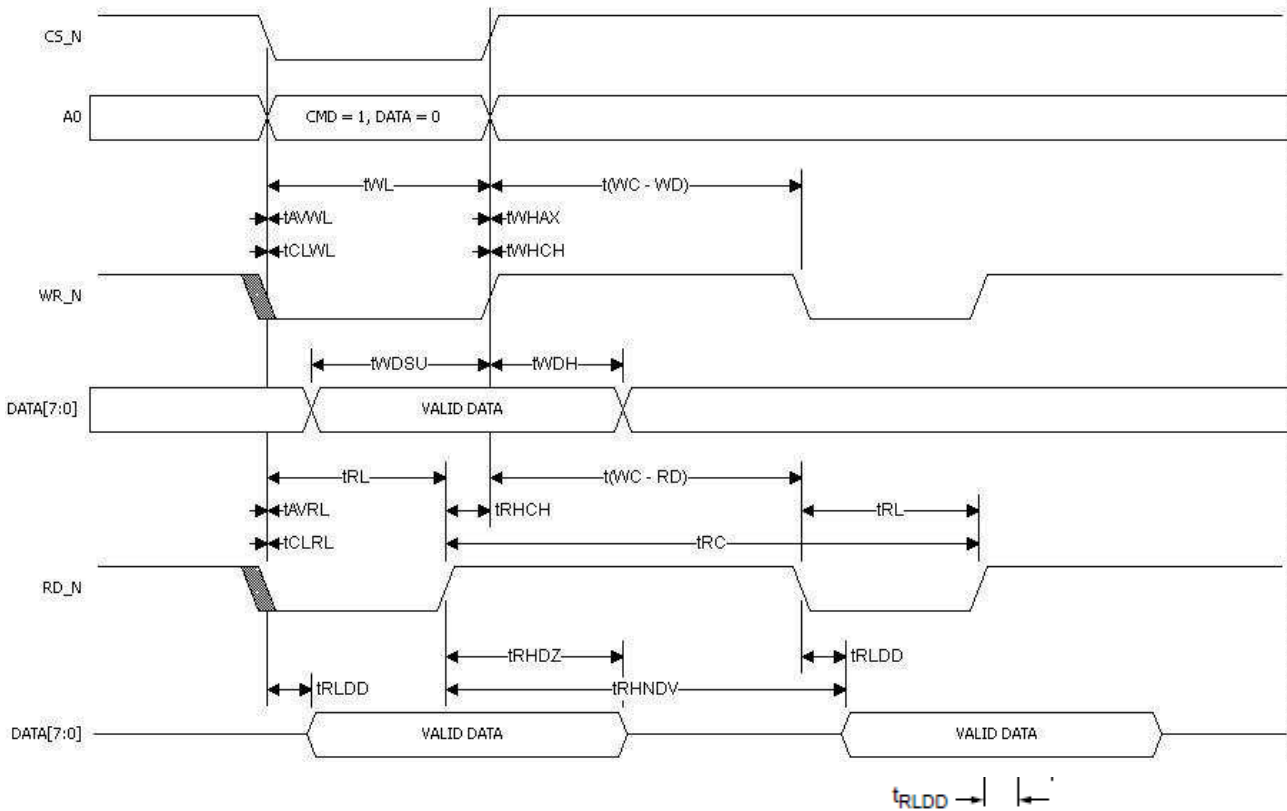 CS_N
A0
CMD = 1, DATA = 0
tWL
t(WC - WD)
tAVWL
tWHAX
tCLWL
tWHCH
WR_N
tWDSU
tWDH
DATA[7:0]
VALID DATA
tRL
t(WC - RD)
tAVRL
tRHCH
tRL
tCLRL
tRC
RD_N
tRHDZ
tRLDD
tRLDD
tRHNDV
DATA[7:0]
VALID DATA
VALID DATA
tRLDD